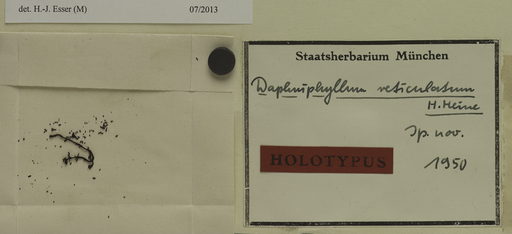 det. H.-J. Esser (M) 07/2013
Staatsherbarium München
Daphniphyllum reticulatum
H. Heine
Sp. nov.
HOLOTYPUS 1950